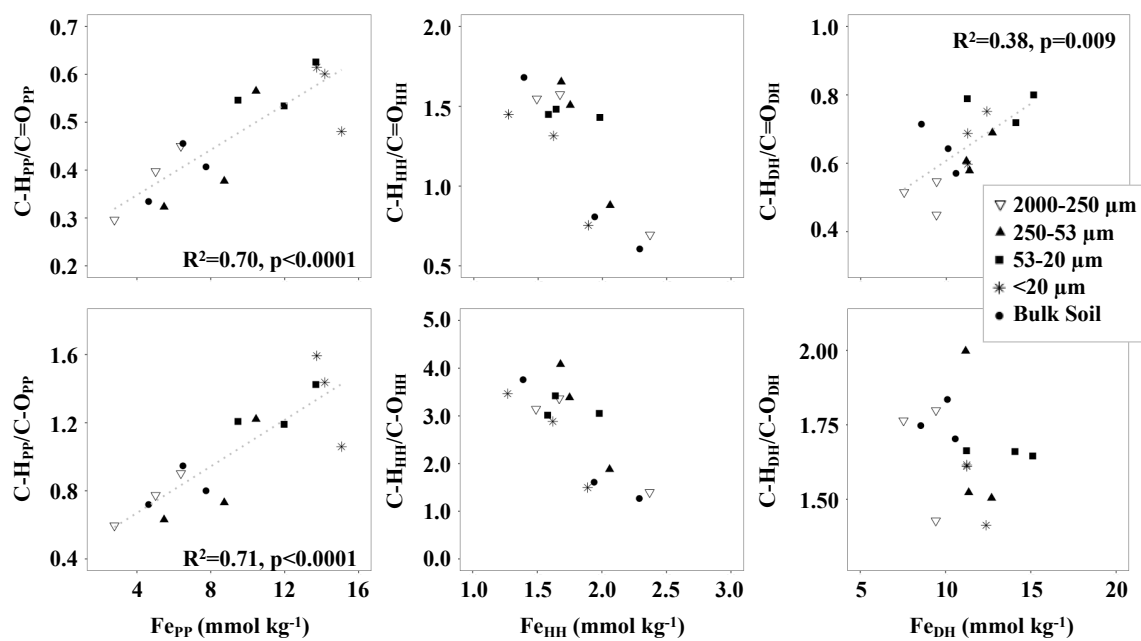 0.7
0.6
0.5
0.4
0.3
0.2
C-H_PP/C=O_PP
R²=0.70, p<0.0001
2.0
1.5
1.0
0.5
C-H_HH/C=O_HH
1.0
0.8
0.6
0.4
C-H_DH/C=O_DH
R²=0.38, p=0.009
2000-250 µm
250-53 µm
53-20 µm
<20 µm
Bulk Soil
1.6
1.2
0.8
0.4
C-H_PP/C-O_PP
R²=0.71, p<0.0001
4 8 12 16
Fe_PP (mmol kg⁻¹)
5.0
4.0
3.0
2.0
1.0
0.0
C-H_HH/C-O_HH
1.0 1.5 2.0 2.5 3.0
Fe_HH (mmol kg⁻¹)
2.00
1.75
1.50
C-H_DH/C-O_DH
5 10 15 20
Fe_DH (mmol kg⁻¹)